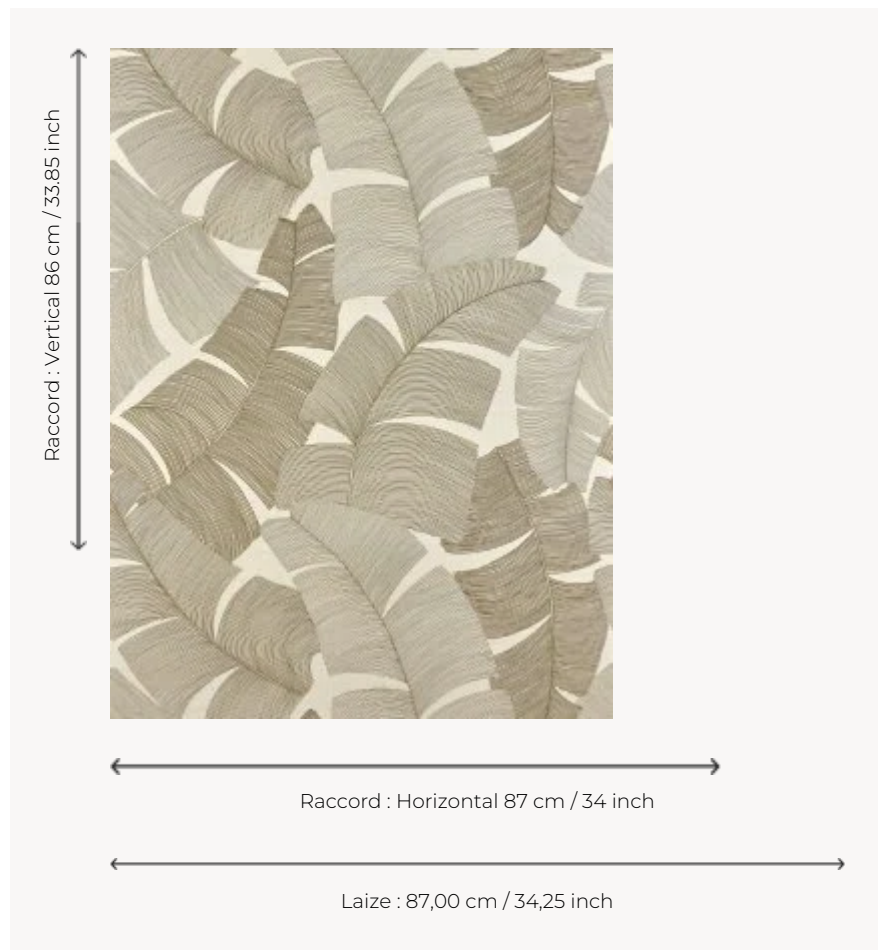 Raccord : Vertical 86 cm / 33.85 inch
Raccord : Horizontal 87 cm / 34 inch
Laize : 87,00 cm / 34,25 inch